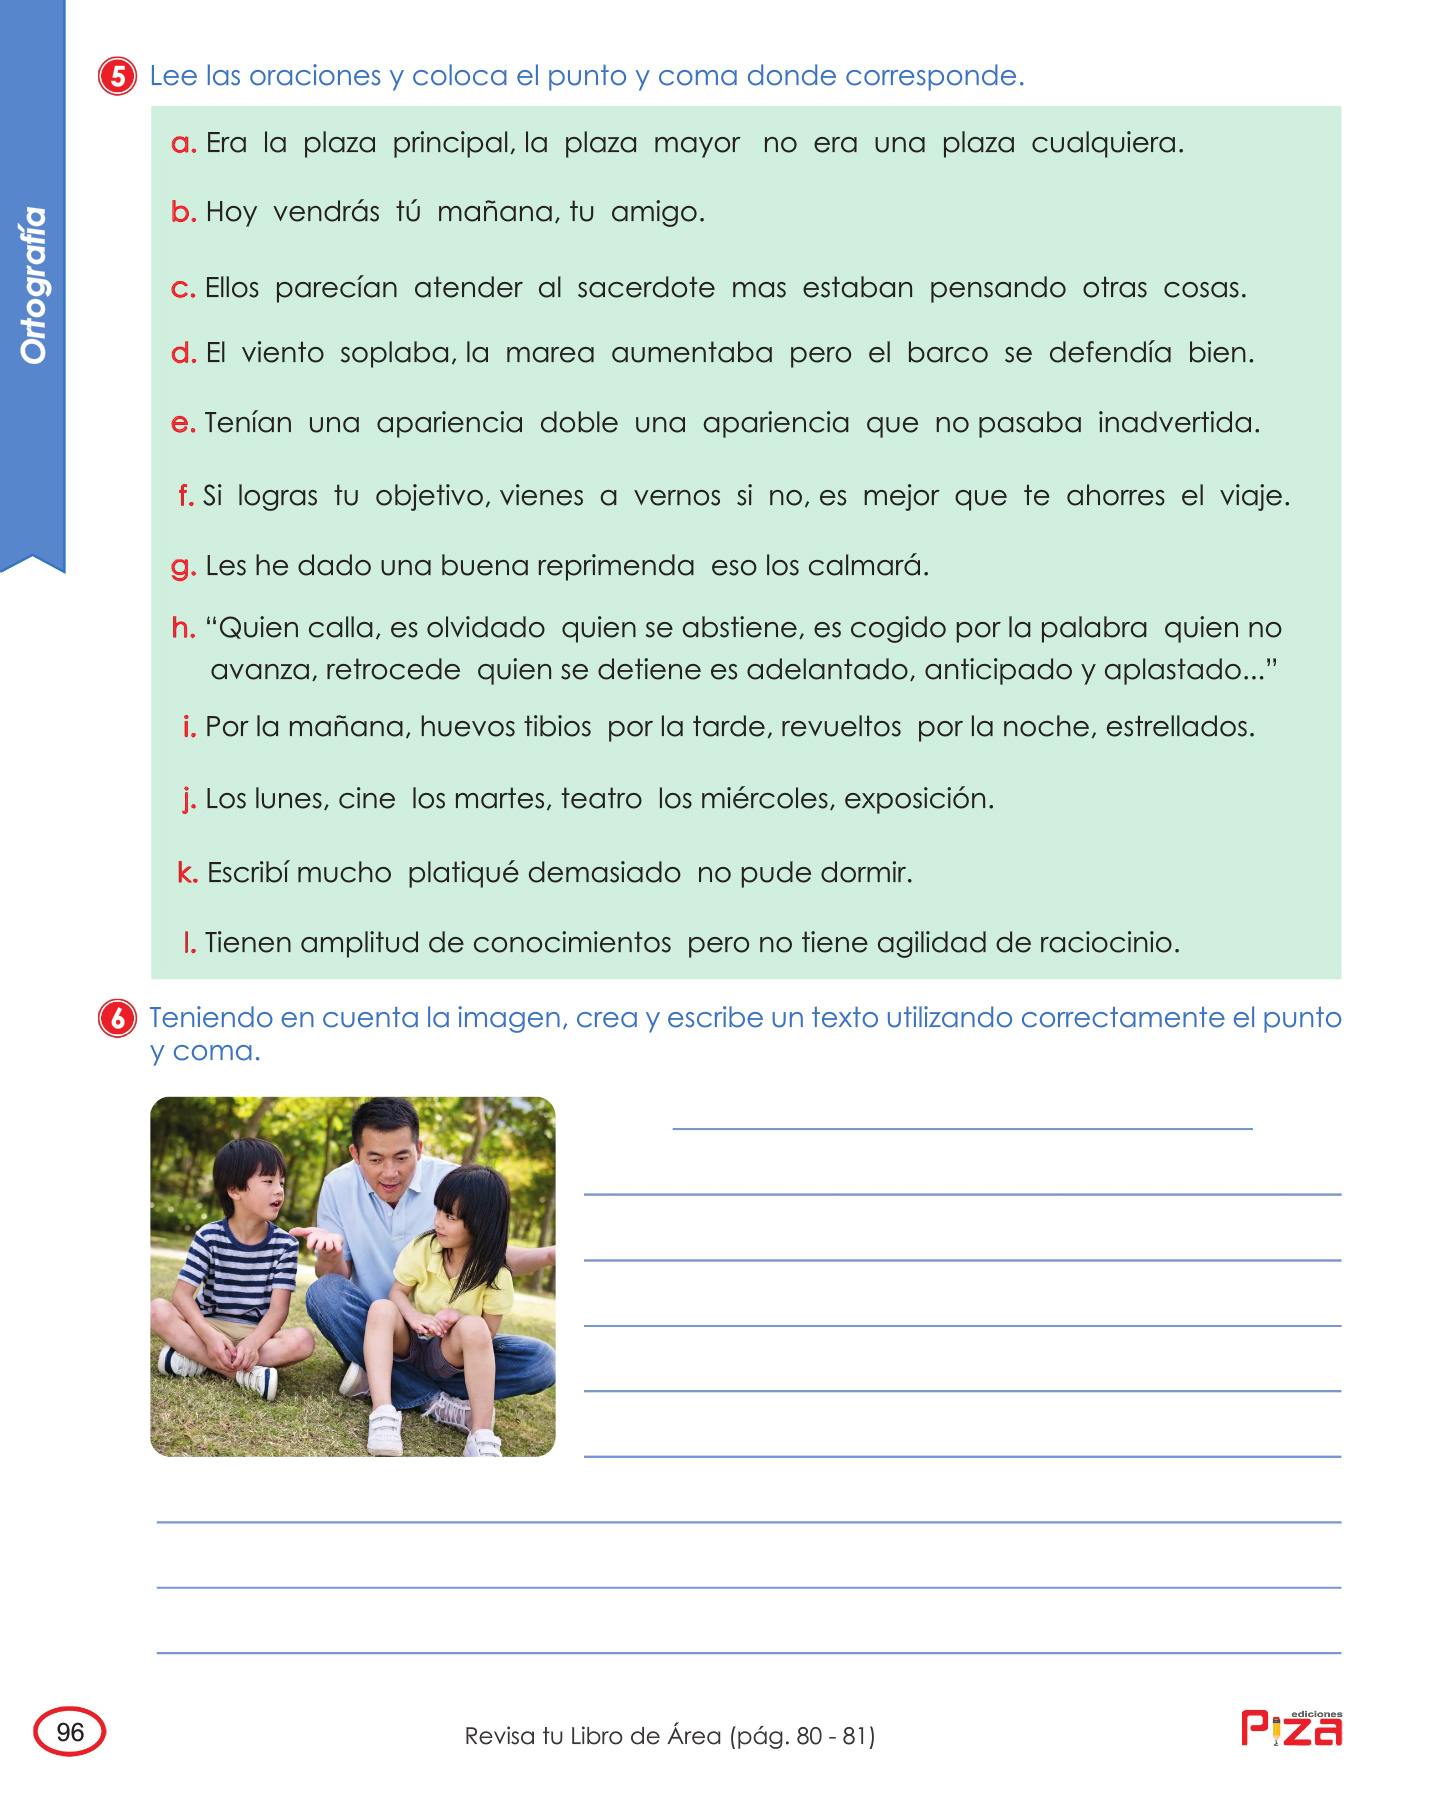 Ortografía
5 Lee las oraciones y coloca el punto y coma donde corresponde.
a. Era la plaza principal, la plaza mayor no era una plaza cualquiera.
b. Hoy vendrás tú mañana, tu amigo.
c. Ellos parecían atender al sacerdote mas estaban pensando otras cosas.
d. El viento soplaba, la marea aumentaba pero el barco se defendía bien.
e. Tenían una apariencia doble una apariencia que no pasaba inadvertida.
f. Si logras tu objetivo, vienes a vernos si no, es mejor que te ahorres el viaje.
g. Les he dado una buena reprimenda eso los calmará.
h. “Quien calla, es olvidado quien se abstiene, es cogido por la palabra quien no
avanza, retrocede quien se detiene es adelantado, anticipado y aplastado...”
i. Por la mañana, huevos tibios por la tarde, revueltos por la noche, estrellados.
j. Los lunes, cine los martes, teatro los miércoles, exposición.
k. Escribí mucho platiqué demasiado no pude dormir.
l. Tienen amplitud de conocimientos pero no tiene agilidad de raciocinio.
6 Teniendo en cuenta la imagen, crea y escribe un texto utilizando correctamente el punto
y coma.
96
Revisa tu Libro de Área (pág. 80 - 81)
ediciones
Piza